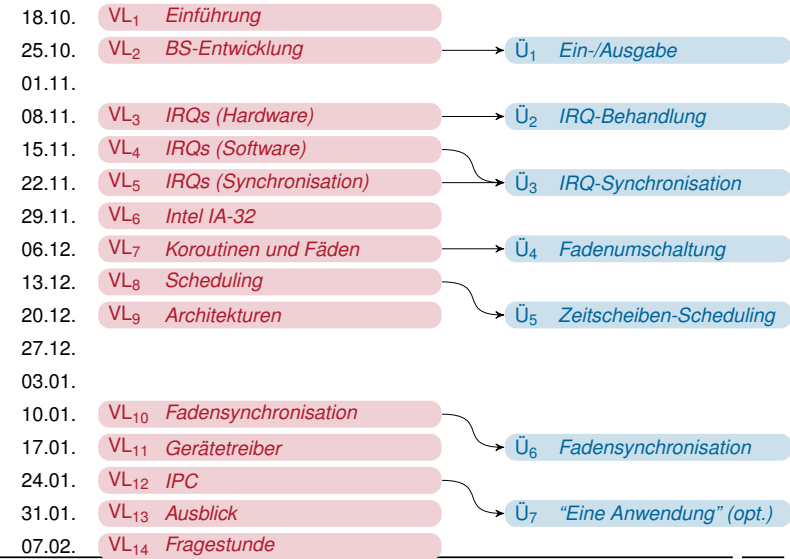 18.10. VL1 Einführung
25.10. VL2 BS-Entwicklung Ü1 Ein-/Ausgabe
01.11.
08.11. VL3 IRQs (Hardware) Ü2 IRQ-Behandlung
15.11. VL4 IRQs (Software)
22.11. VL5 IRQs (Synchronisation) Ü3 IRQ-Synchronisation
29.11. VL6 Intel IA-32
06.12. VL7 Koroutinen und Fäden Ü4 Fadenumschaltung
13.12. VL8 Scheduling
20.12. VL9 Architekturen Ü5 Zeitscheiben-Scheduling
27.12.
03.01.
10.01. VL10 Fadensynchronisation
17.01. VL11 Gerätetreiber Ü6 Fadensynchronisation
24.01. VL12 IPC
31.01. VL13 Ausblick Ü7 “Eine Anwendung” (opt.)
07.02. VL14 Fragestunde